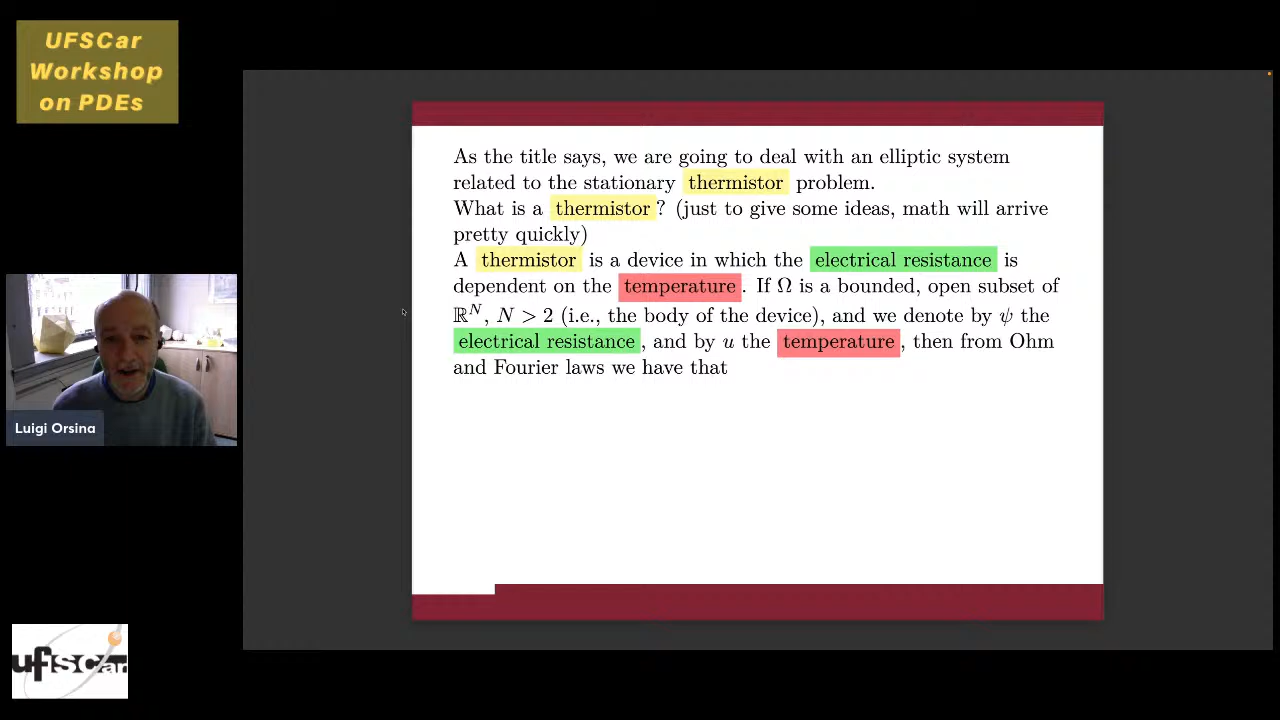 UFSCar
Workshop
on PDEs
As the title says, we are going to deal with an elliptic system
related to the stationary thermistor problem.
What is a thermistor? (just to give some ideas, math will arrive
pretty quickly)
A thermistor is a device in which the electrical resistance is
dependent on the temperature. If Ω is a bounded, open subset of
ℝᴺ, N > 2 (i.e., the body of the device), and we denote by ψ the
electrical resistance, and by u the temperature, then from Ohm
and Fourier laws we have that
Luigi Orsina
ufscar